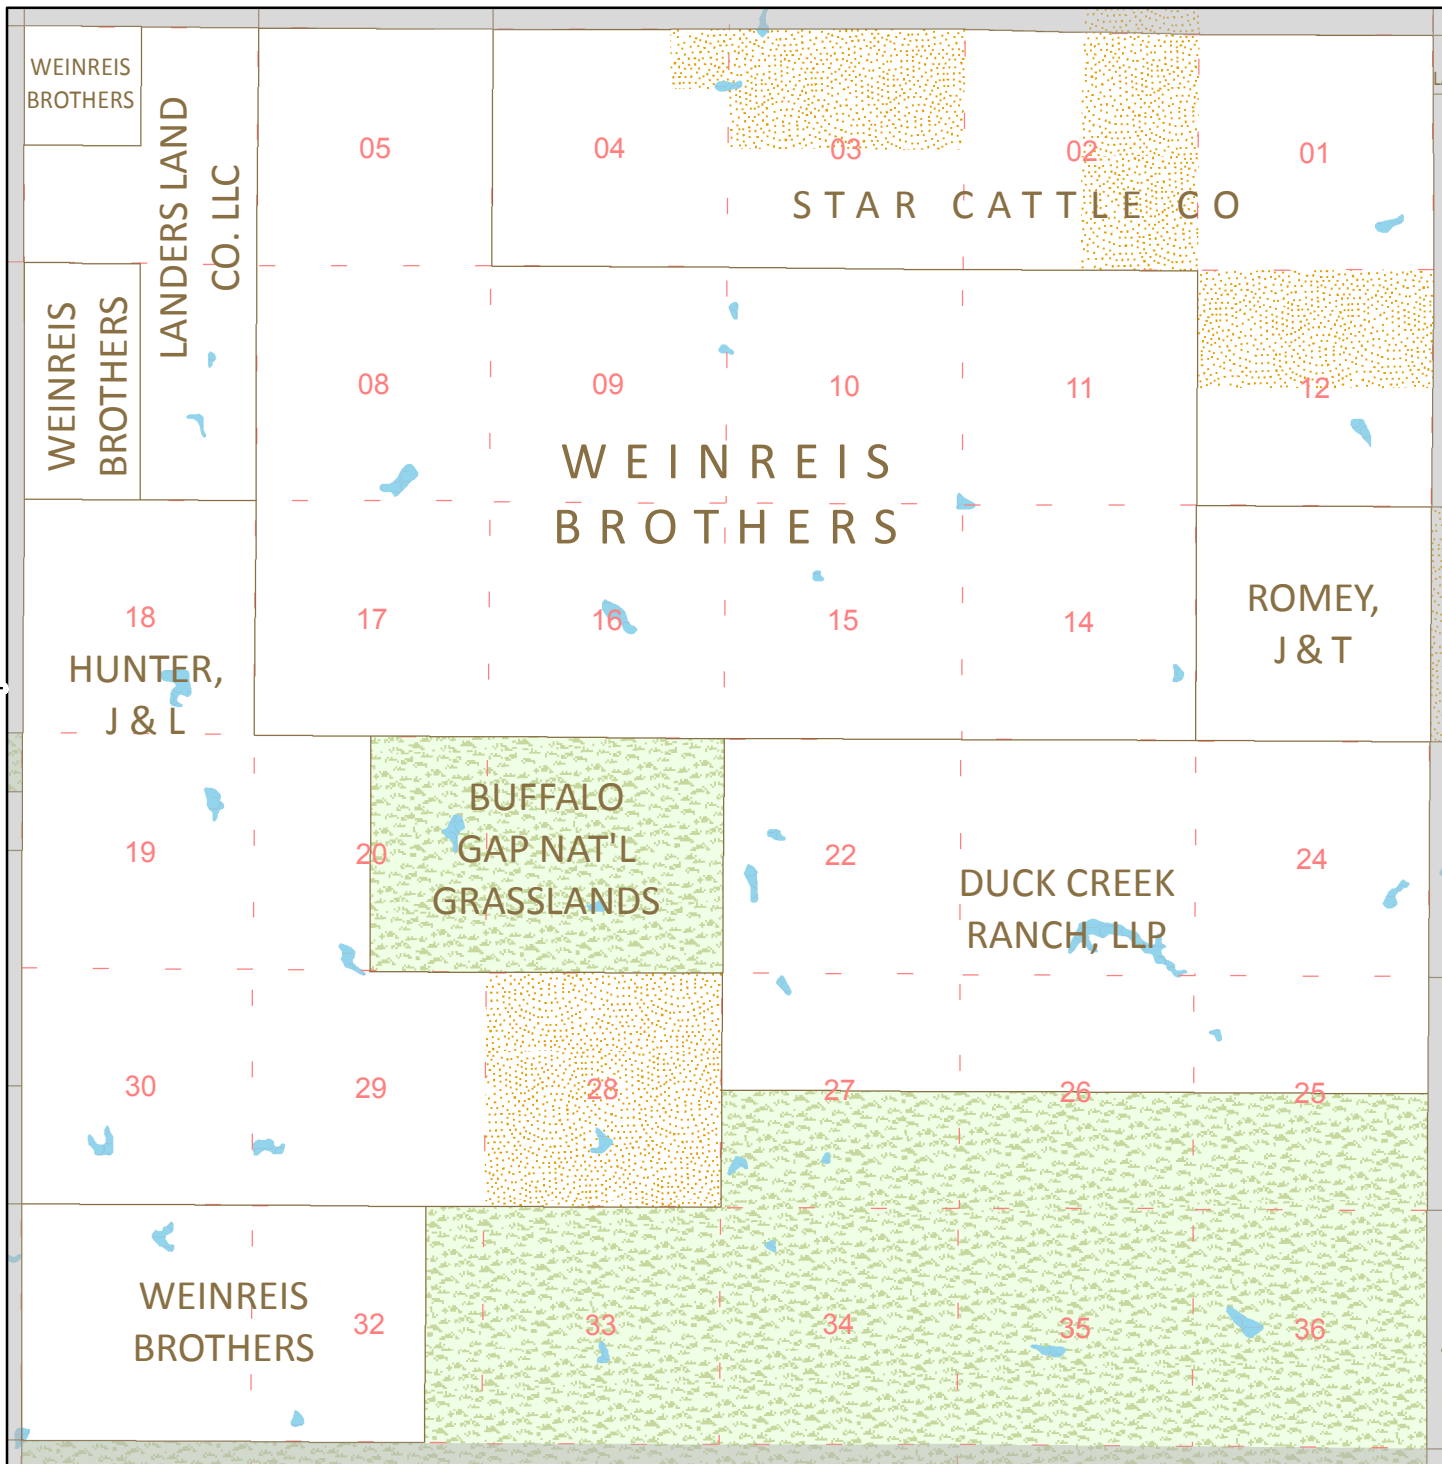 WEINREIS
BROTHERS
LANDERS LAND
CO. LLC
05
04
03
02
01
STAR CATTLE CO
WEINREIS
BROTHERS
08
09
10
11
12
WEINREIS
BROTHERS
18
17
16
15
14
ROMEY,
J & T
HUNTER,
J & L
19
20
BUFFALO
GAP NAT'L
GRASSLANDS
22
24
DUCK CREEK
RANCH, LLP
30
29
28
27
26
25
WEINREIS
BROTHERS
32
33
34
35
36